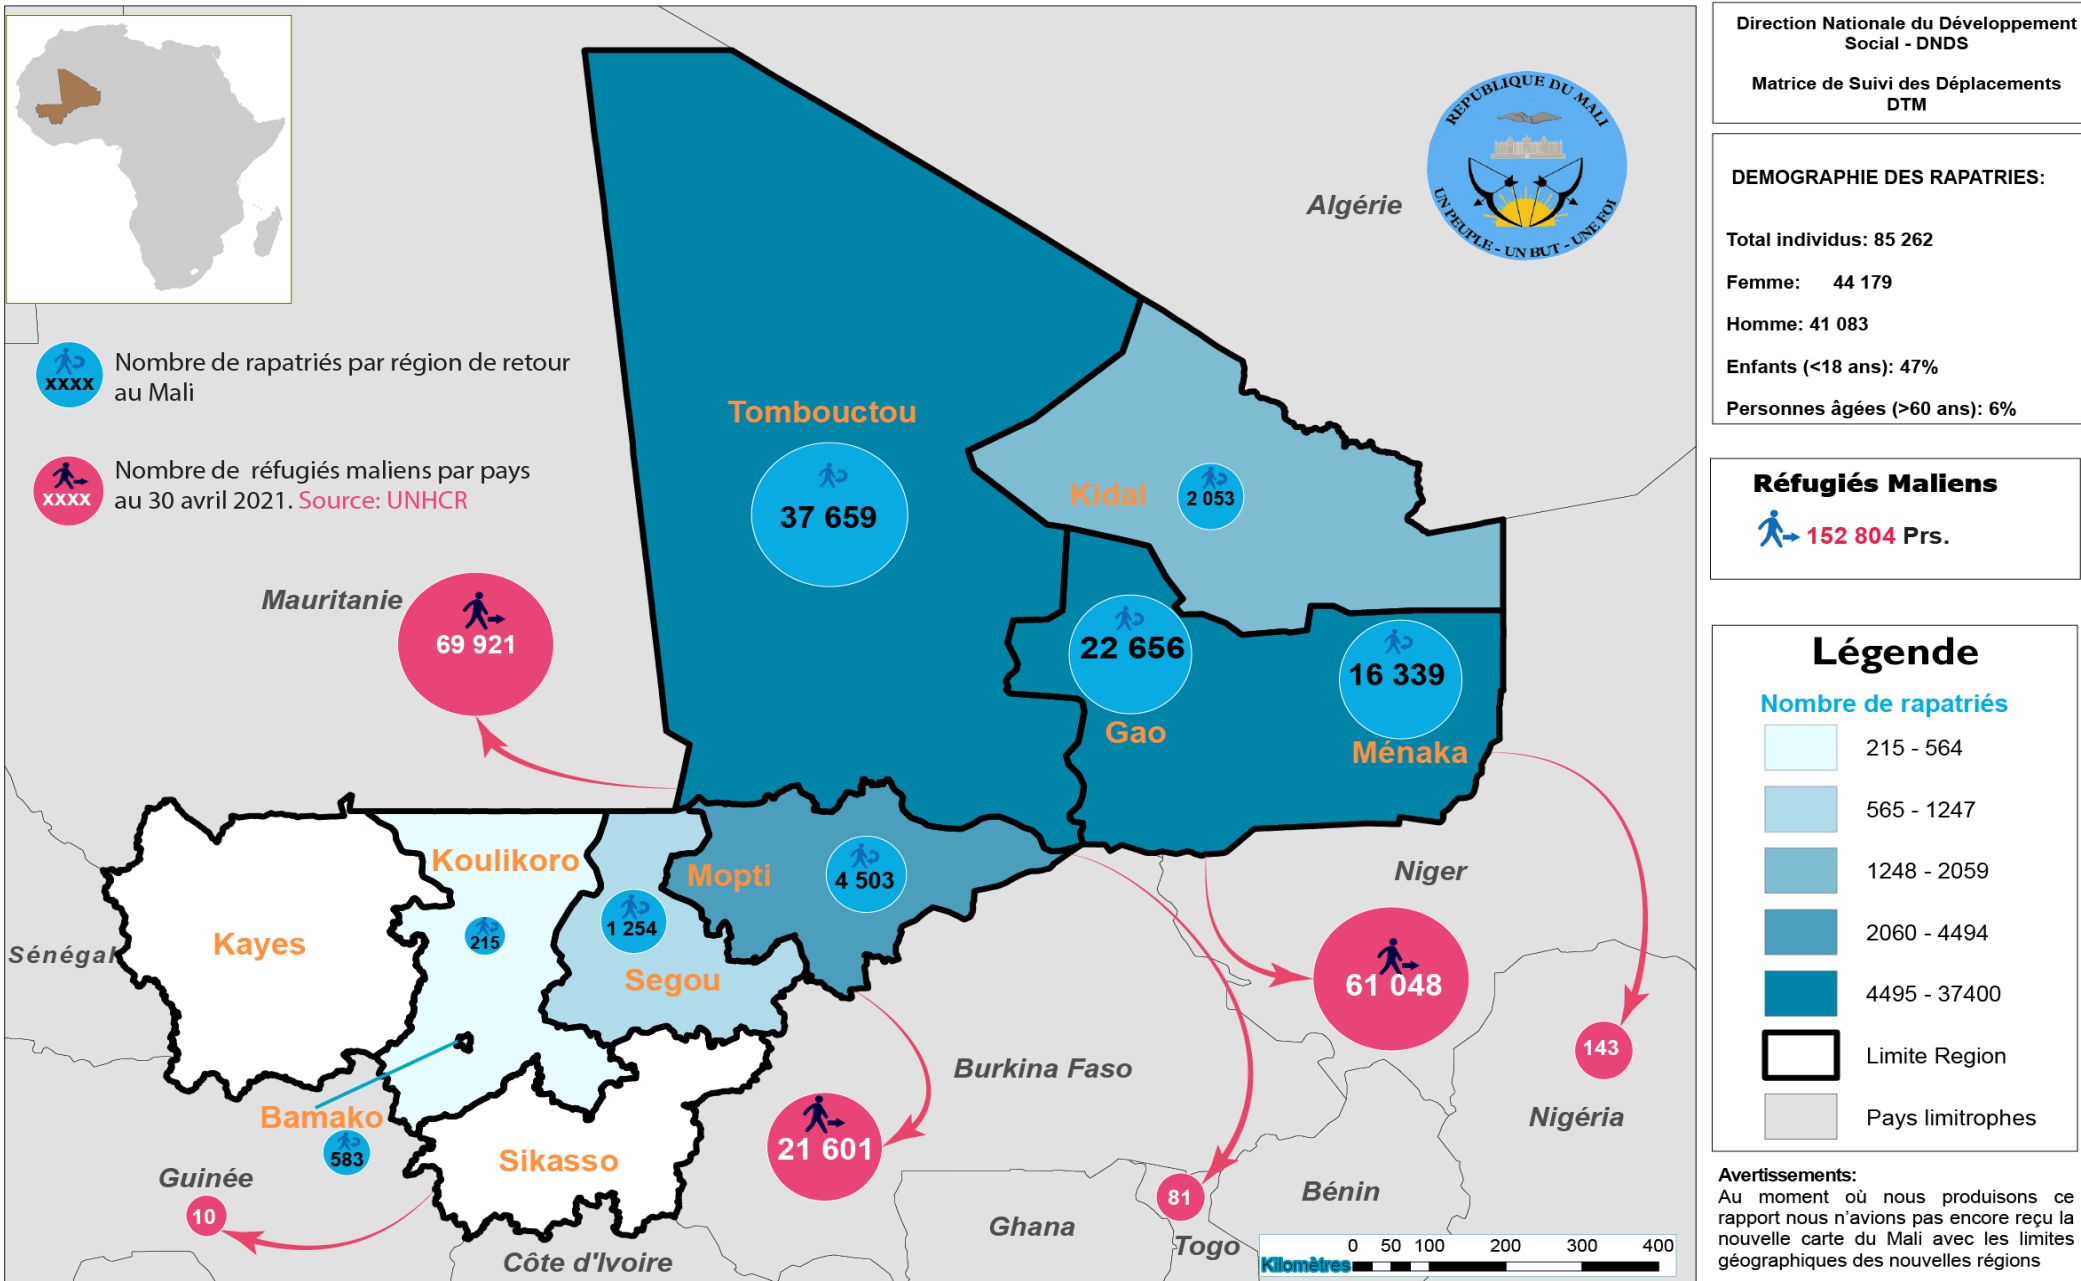 Direction Nationale du Développement
Social - DNDS
Matrice de Suivi des Déplacements
DTM
REPUBLIQUE DU MALI
UN PEUPLE - UN BUT - UNE FOI
DEMOGRAPHIE DES RAPATRIES:
Total individus: 85 262
Femme: 44 179
Homme: 41 083
Enfants (<18 ans): 47%
Personnes âgées (>60 ans): 6%
Réfugiés Maliens
152 804 Prs.
Légende
Nombre de rapatriés
215 - 564
565 - 1247
1248 - 2059
2060 - 4494
4495 - 37400
Limite Region
Pays limitrophes
Avertissements:
Au moment où nous produisons ce
rapport nous n'avions pas encore reçu la
nouvelle carte du Mali avec les limites
géographiques des nouvelles régions
xxxx
Nombre de rapatriés par région de retour
au Mali
xxxx
Nombre de réfugiés maliens par pays
au 30 avril 2021. Source: UNHCR
Algérie
Tombouctou
37 659
Kidal
2 053
Mauritanie
69 921
22 656
Gao
16 339
Ménaka
Koulikoro
215
Mopti
4 503
1 254
Segou
Kayes
Sénégal
Niger
61 048
143
Nigéria
Burkina Faso
21 601
Bamako
583
Sikasso
Guinée
10
81
Bénin
Ghana
Togo
Côte d'Ivoire
0 50 100 200 300 400
Kilomètres